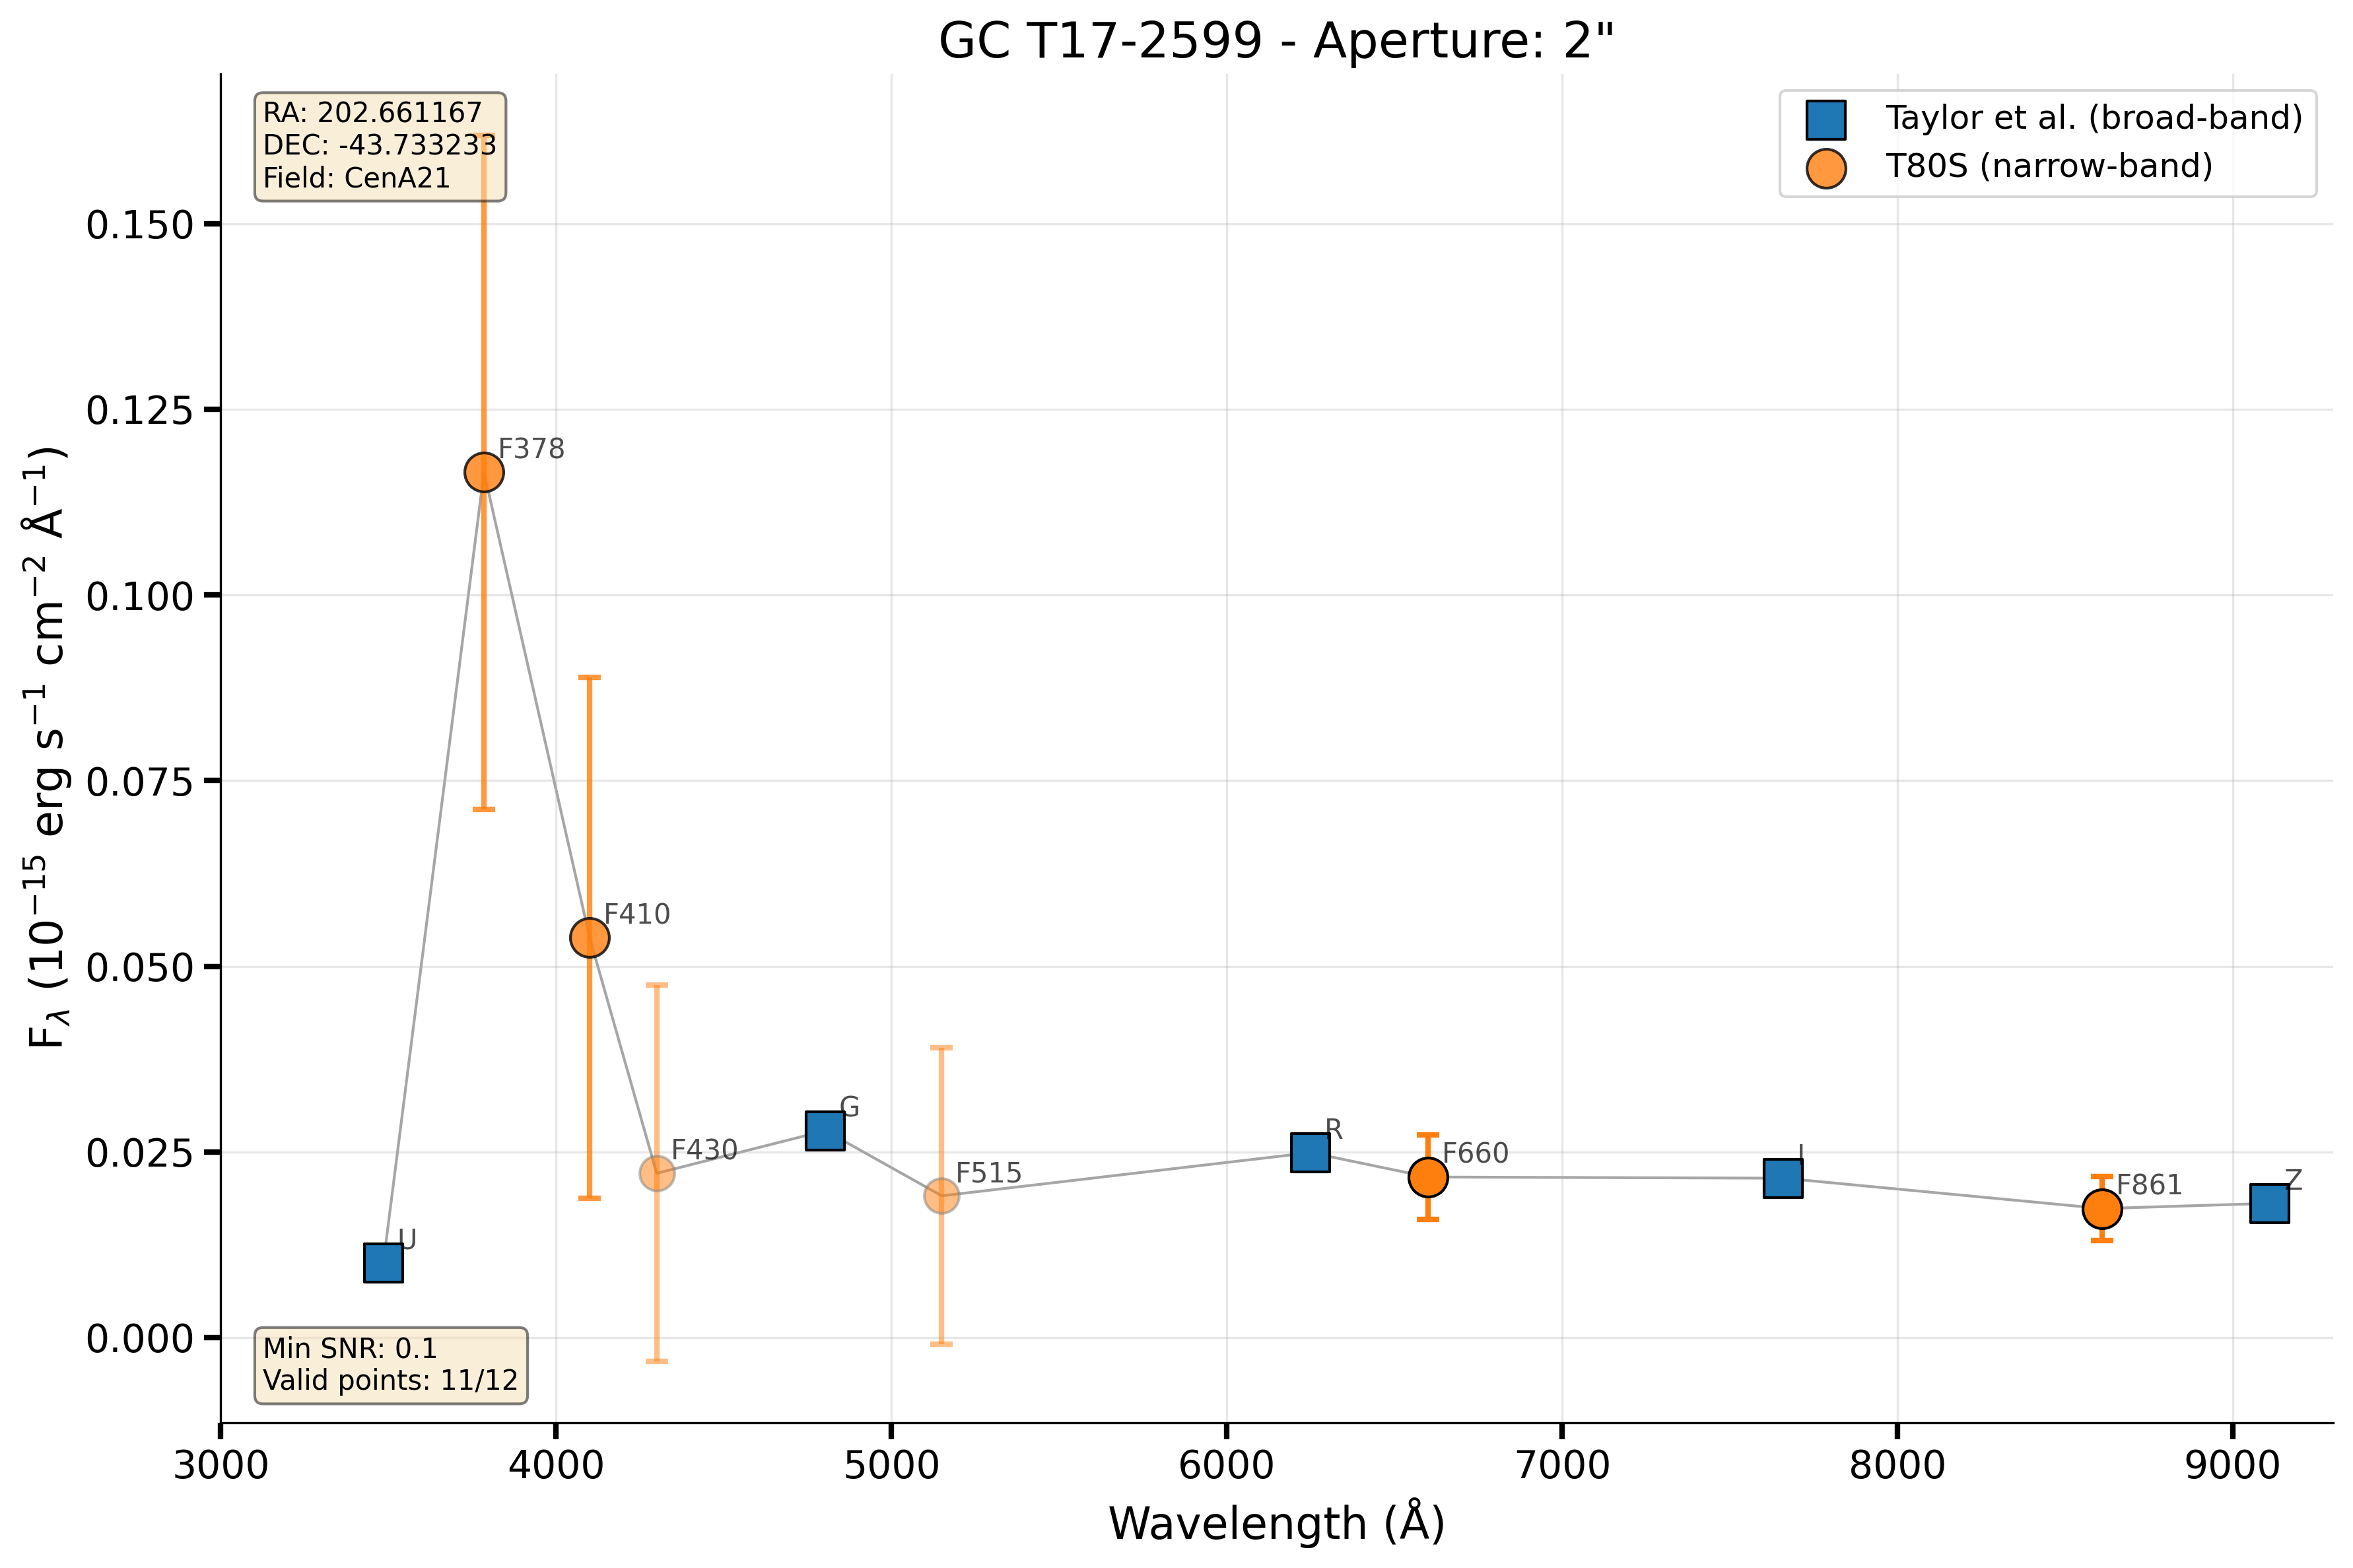 GC T17-2599 - Aperture: 2"
RA: 202.661167
DEC: -43.733233
Field: CenA21
Taylor et al. (broad-band)
T80S (narrow-band)
F378
F410
F430
F515
F660
F861
U
G
R
I
Z
Min SNR: 0.1
Valid points: 11/12
0.150
0.125
0.100
0.075
0.050
0.025
0.000
3000 4000 5000 6000 7000 8000 9000
Wavelength (Å)
F$_{λ}$ (10$^{−15}$ erg s$^{−1}$ cm$^{−2}$ Å$^{−1}$)